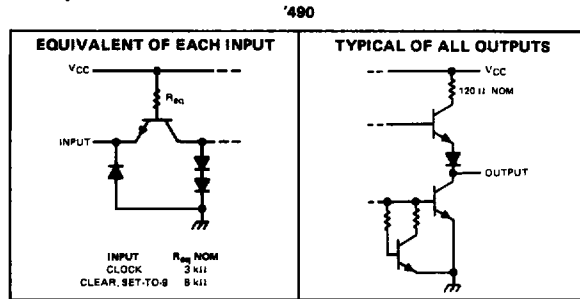 '490
EQUIVALENT OF EACH INPUT
VCC
Req
INPUT
INPUT Req NOM
CLOCK 3 kΩ
CLEAR, SET-TO-9 8 kΩ
TYPICAL OF ALL OUTPUTS
VCC
120 Ω NOM
OUTPUT